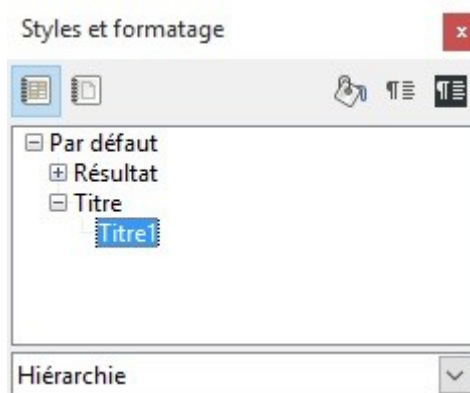 Styles et formatage
x
Par défaut
Résultat
Titre
Titre1
Hiérarchie